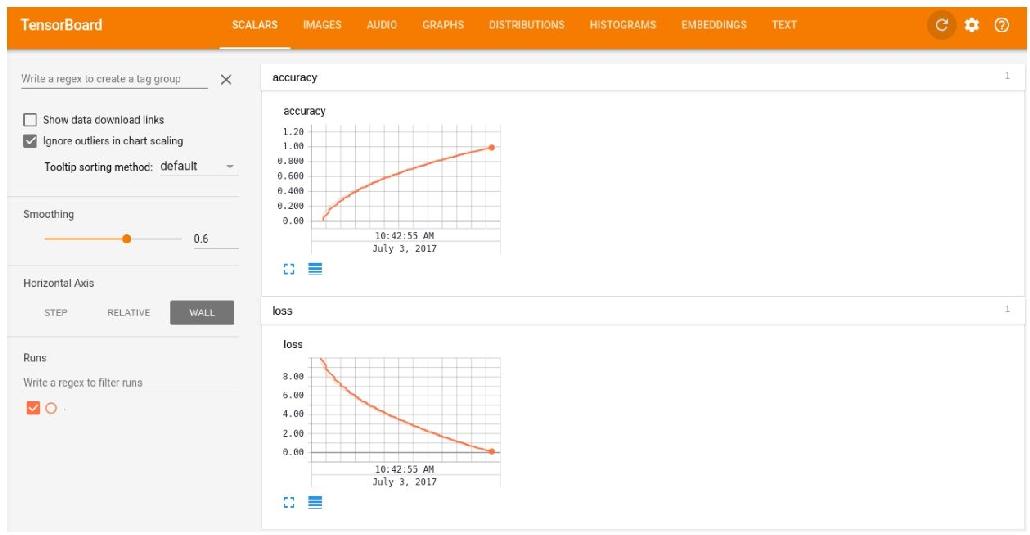 TensorBoard SCALARS IMAGES AUDIO GRAPHS DISTRIBUTIONS HISTOGRAMS EMBEDDINGS TEXT
Write a regex to create a tag group
Show data download links
Ignore outliers in chart scaling
Tooltip sorting method: default
Smoothing
0.6
Horizontal Axis
STEP RELATIVE WALL
Runs
Write a regex to filter runs
.
accuracy 1
accuracy
1.20
1.00
0.800
0.600
0.400
0.200
0.00
10:42:55 AM
July 3, 2017
loss 1
loss
8.00
6.00
4.00
2.00
0.00
10:42:55 AM
July 3, 2017